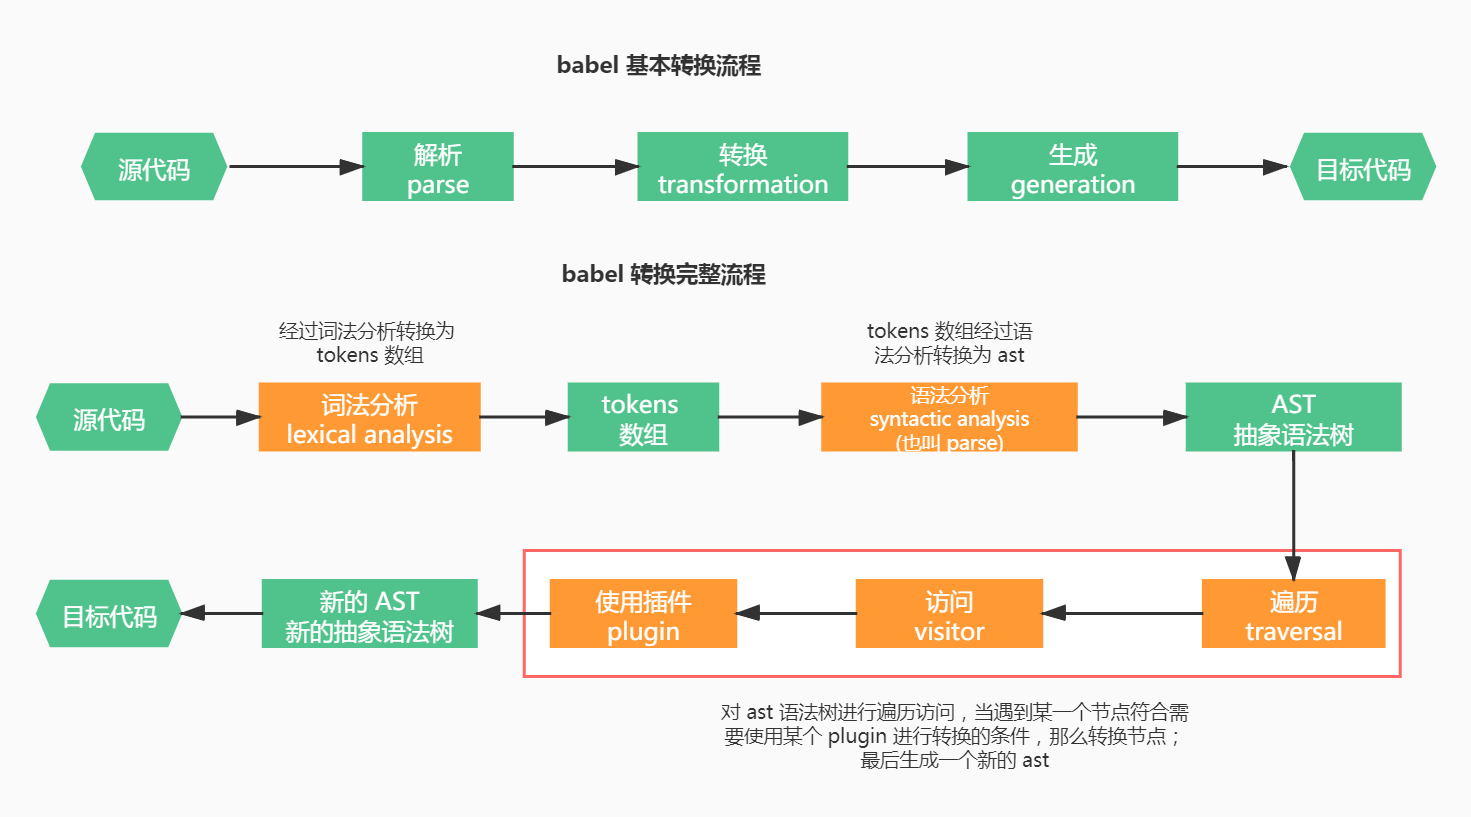 babel 基本转换流程
源代码
解析
parse
转换
transformation
生成
generation
目标代码
babel 转换完整流程
经过词法分析转换为
tokens 数组
tokens 数组经过语
法分析转换为 ast
源代码
词法分析
lexical analysis
tokens
数组
语法分析
syntactic analysis
(也叫 parse)
AST
抽象语法树
目标代码
新的 AST
新的抽象语法树
使用插件
plugin
访问
visitor
遍历
traversal
对 ast 语法树进行遍历访问，当遇到某一个节点符合需
要使用某个 plugin 进行转换的条件，那么转换节点；
最后生成一个新的 ast